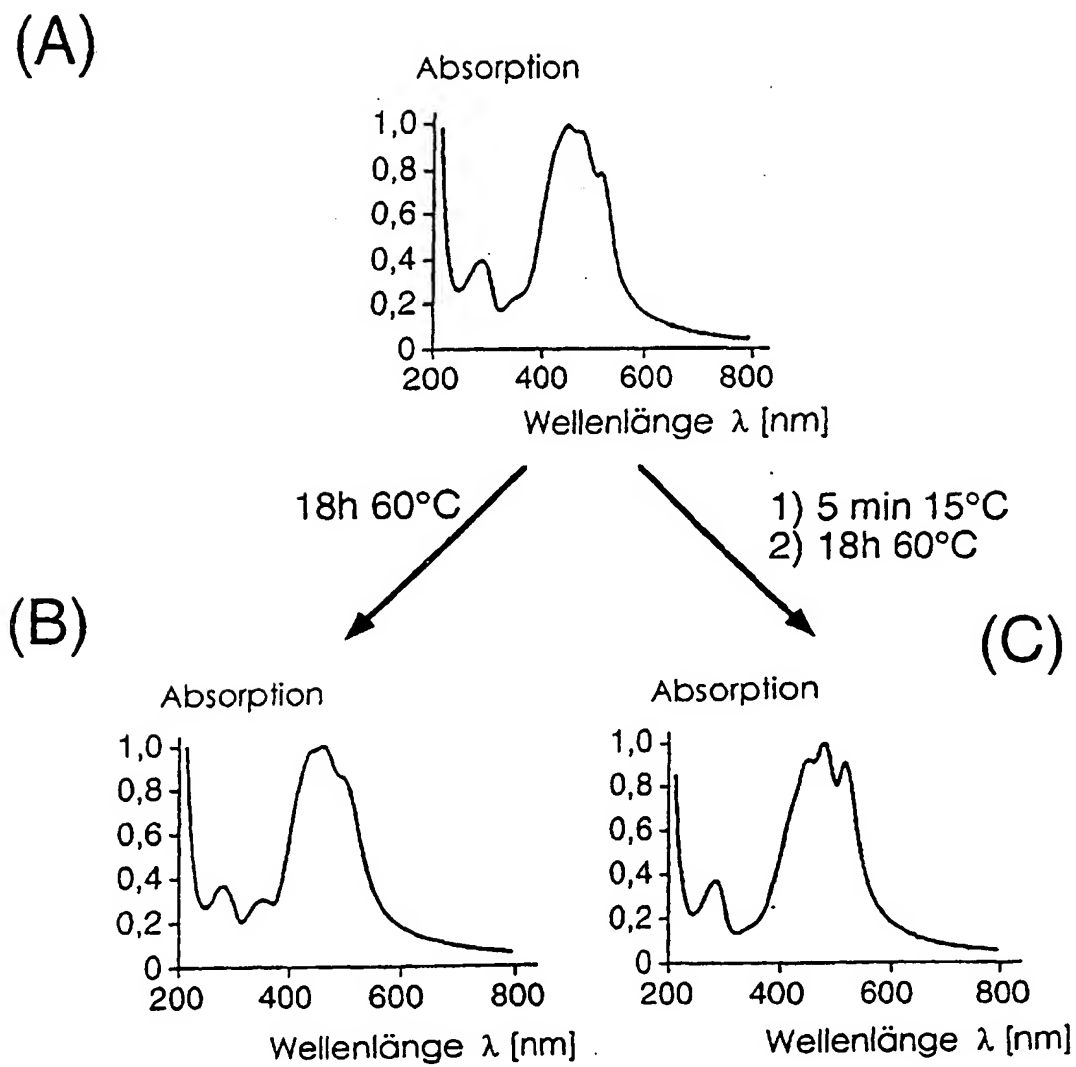 (A)
Absorption
1,0
0,8
0,6
0,4
0,2
0
200 400 600 800
Wellenlänge λ [nm]
18h 60°C
1) 5 min 15°C
2) 18h 60°C
(B)
Absorption
1,0
0,8
0,6
0,4
0,2
0
200 400 600 800
Wellenlänge λ [nm]
(C)
Absorption
1,0
0,8
0,6
0,4
0,2
0
200 400 600 800
Wellenlänge λ [nm]